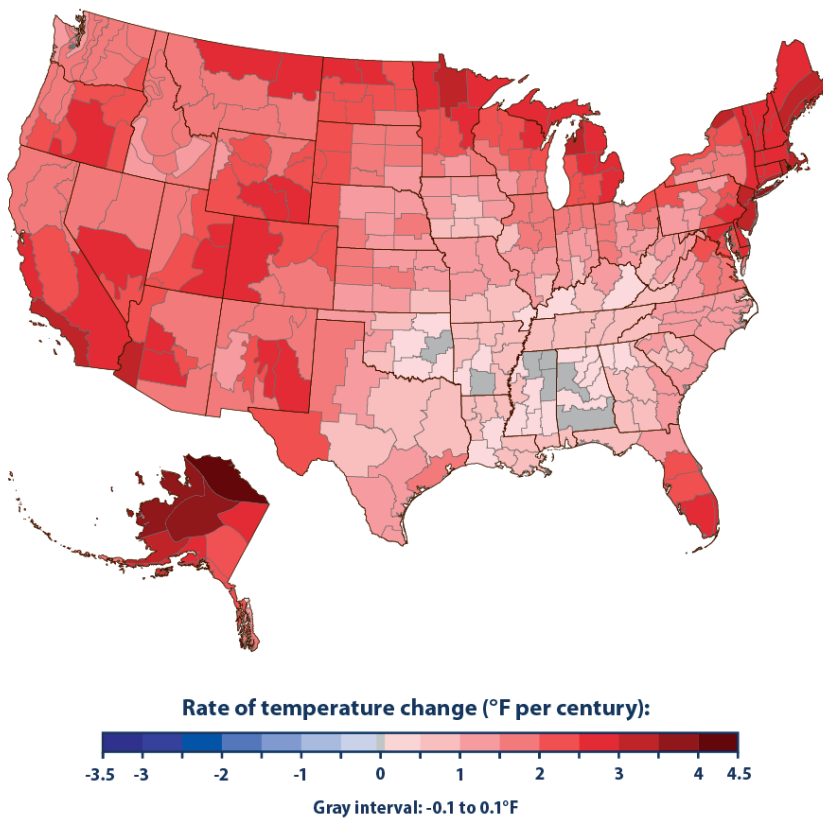 Rate of temperature change (°F per century):
-3.5 -3 -2 -1 0 1 2 3 4 4.5
Gray interval: -0.1 to 0.1°F